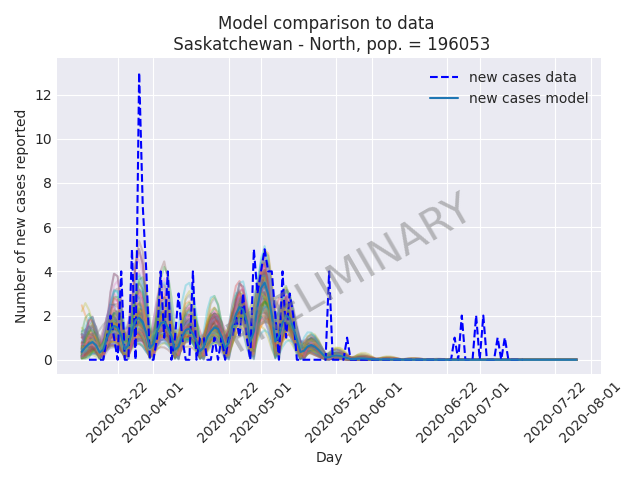 Model comparison to data
Saskatchewan - North, pop. = 196053
new cases data
new cases model
Number of new cases reported
12
10
8
6
4
2
0
PRELIMINARY
2020-03-22
2020-04-01
2020-04-22
2020-05-01
2020-05-22
2020-06-01
2020-06-22
2020-07-01
2020-07-22
2020-08-01
Day